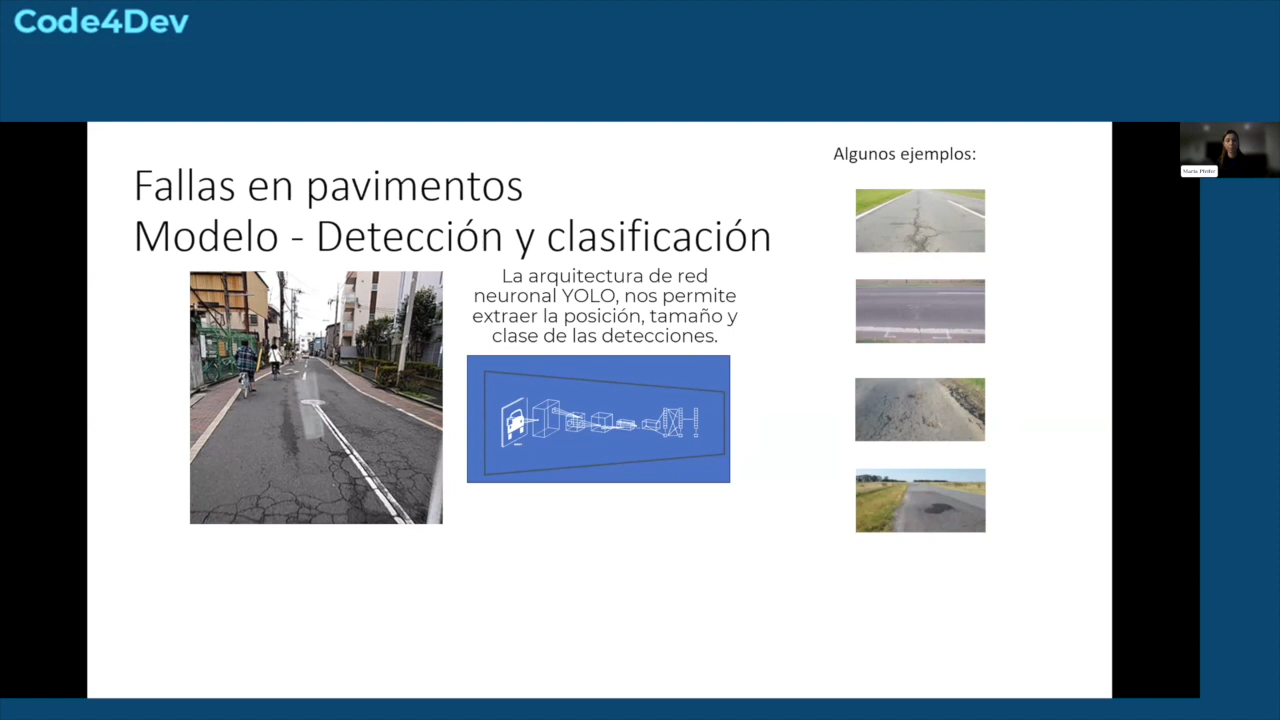 Code4Dev
Algunos ejemplos:
Fallas en pavimentos
Modelo - Detección y clasificación
La arquitectura de red
neuronal YOLO, nos permite
extraer la posición, tamaño y
clase de las detecciones.